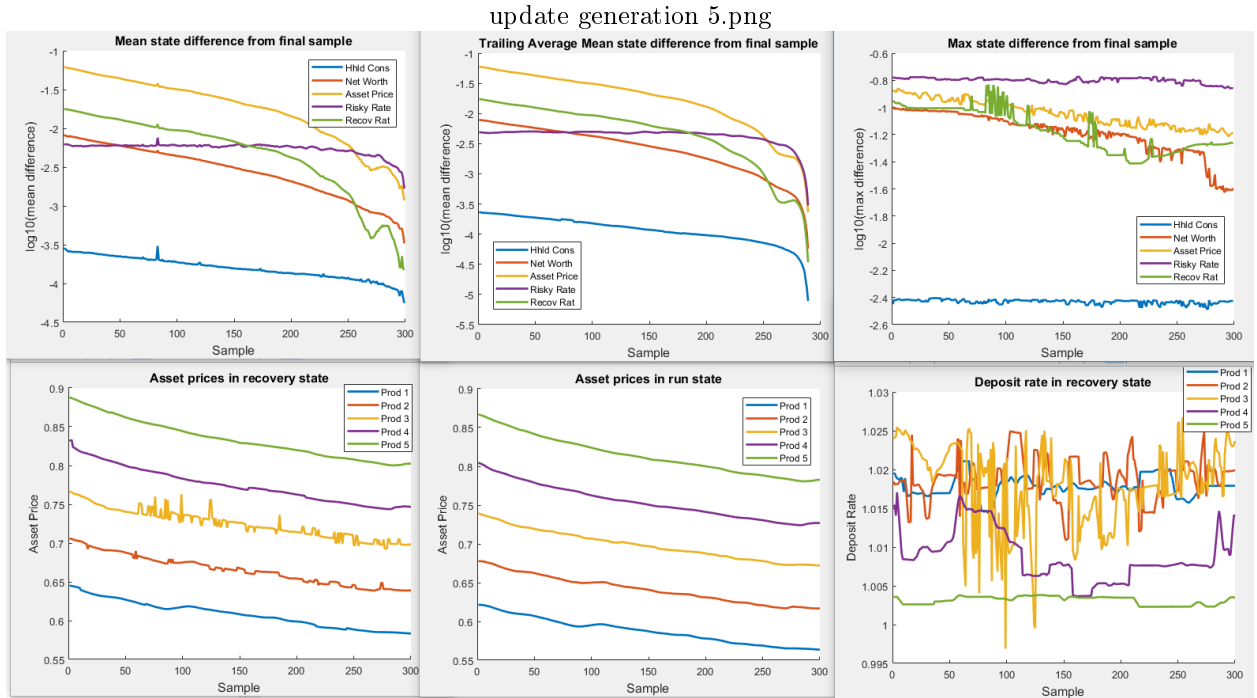 update generation 5.png
Mean state difference from final sample
-1
-1.5
-2
-2.5
-3
-3.5
-4
-4.5
log10(mean difference)
Hhld Cons
Net Worth
Asset Price
Risky Rate
Recov Rat
0 50 100 150 200 250 300
Sample
Trailing Average Mean state difference from final sample
-1
-1.5
-2
-2.5
-3
-3.5
-4
-4.5
-5
-5.5
log10(mean difference)
Hhld Cons
Net Worth
Asset Price
Risky Rate
Recov Rat
0 50 100 150 200 250 300
Sample
Max state difference from final sample
-0.6
-0.8
-1
-1.2
-1.4
-1.6
-1.8
-2
-2.2
-2.4
-2.6
log10(max difference)
Hhld Cons
Net Worth
Asset Price
Risky Rate
Recov Rat
0 50 100 150 200 250 300
Sample
Asset prices in recovery state
0.9
0.85
0.8
0.75
0.7
0.65
0.6
0.55
Asset Price
Prod 1
Prod 2
Prod 3
Prod 4
Prod 5
0 50 100 150 200 250 300
Sample
Asset prices in run state
0.9
0.85
0.8
0.75
0.7
0.65
0.6
0.55
Asset Price
Prod 1
Prod 2
Prod 3
Prod 4
Prod 5
0 50 100 150 200 250 300
Sample
Deposit rate in recovery state
1.03
1.025
1.02
1.015
1.01
1.005
1
0.995
Deposit Rate
Prod 1
Prod 2
Prod 3
Prod 4
Prod 5
0 50 100 150 200 250 300
Sample